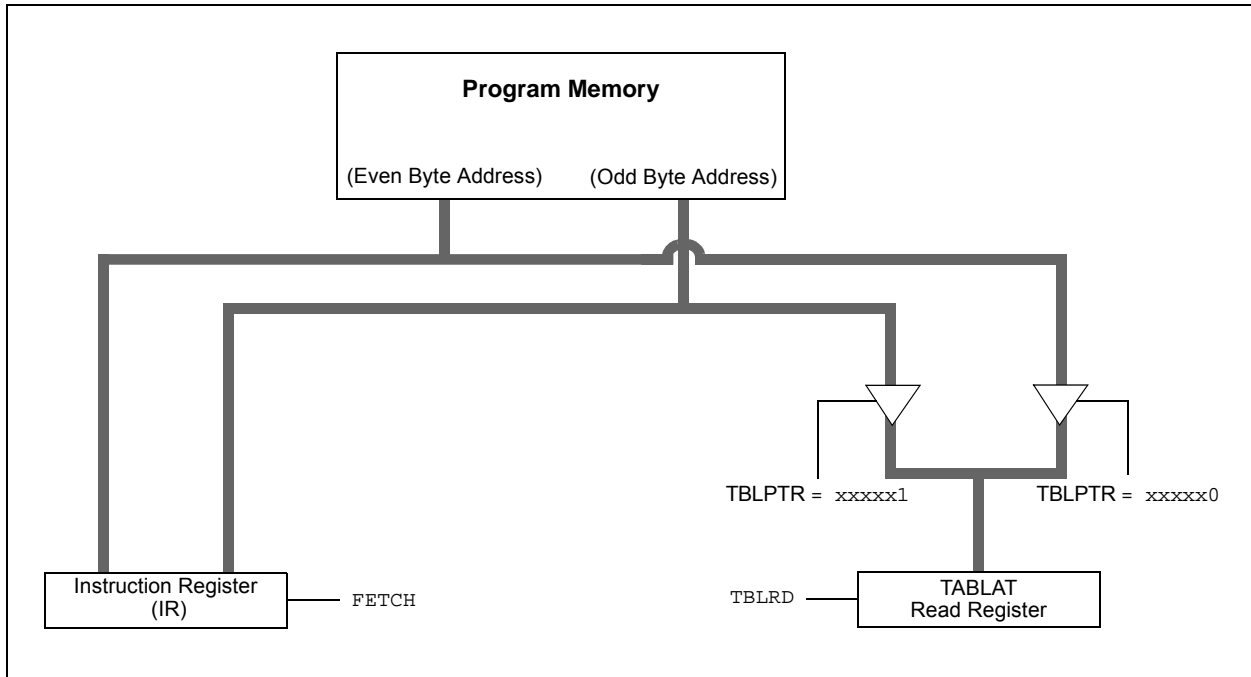 Program Memory
(Even Byte Address) (Odd Byte Address)
TBLPTR = xxxxx1 TBLPTR = xxxxx0
Instruction Register
(IR)
FETCH
TBLRD
TABLAT
Read Register